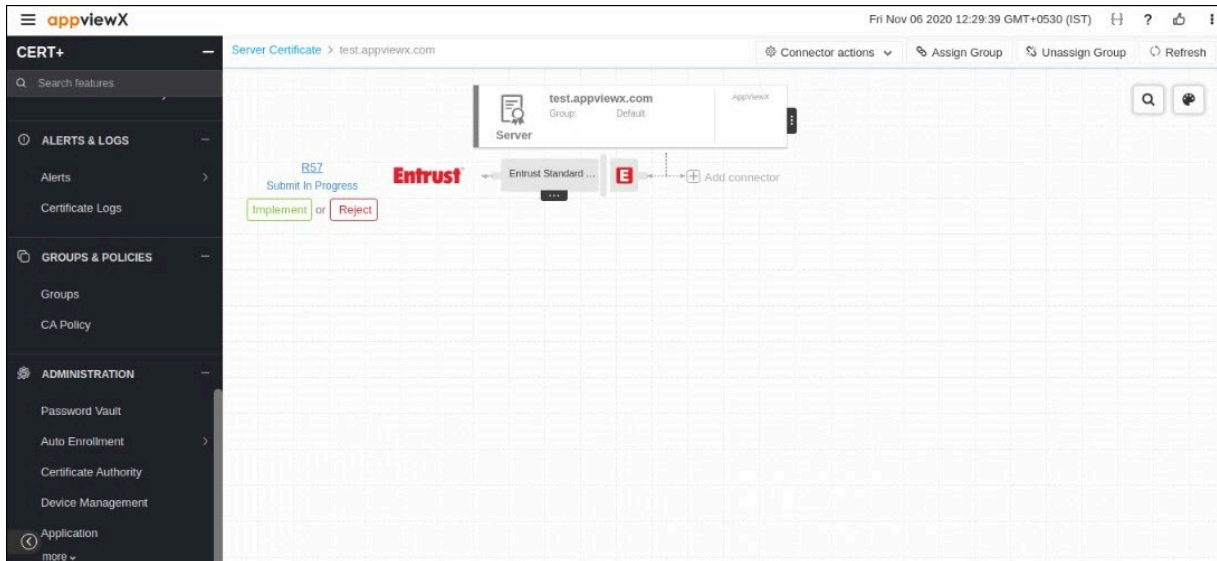 appviewX
Fri Nov 06 2020 12:29:39 GMT+0530 (IST)
CERT+
Search features
ALERTS & LOGS
Alerts
Certificate Logs
GROUPS & POLICIES
Groups
CA Policy
ADMINISTRATION
Password Vault
Auto Enrollment
Certificate Authority
Device Management
Application
more
Server Certificate > test.appviewx.com
Connector actions
Assign Group
Unassign Group
Refresh
test.appviewx.com
Group: Default
AppViewX
Server
R57
Submit In Progress
Implement or Reject
Entrust
Entrust Standard ...
E
Add connector